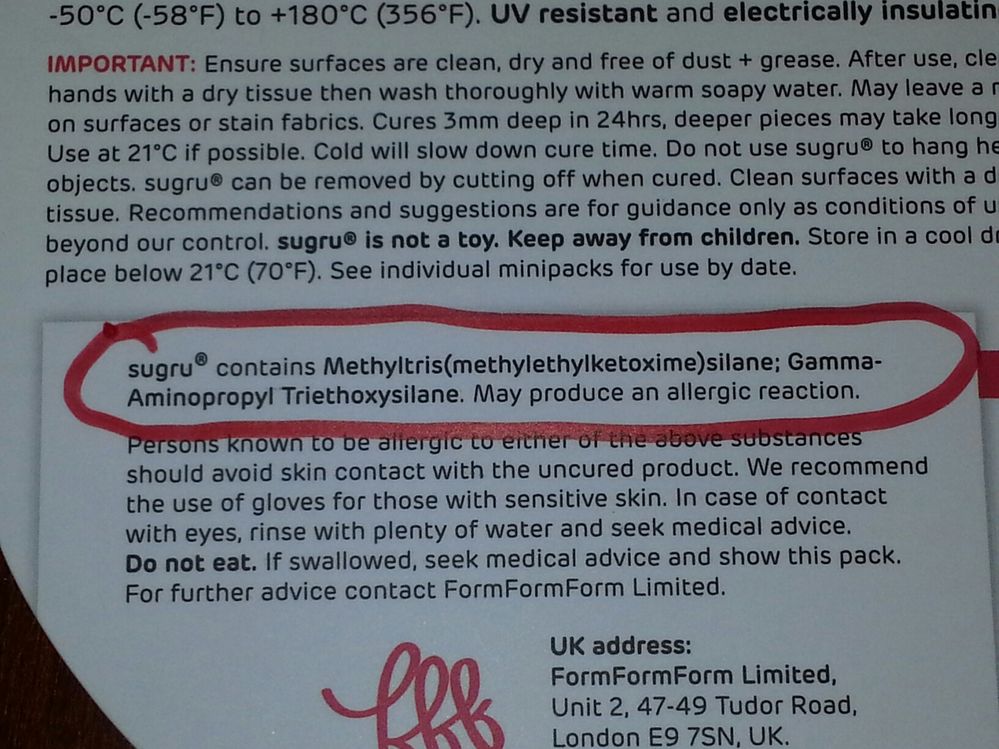 -50°C (-58°F) to +180°C (356°F). UV resistant and electrically insulatin
IMPORTANT: Ensure surfaces are clean, dry and free of dust + grease. After use, cle
hands with a dry tissue then wash thoroughly with warm soapy water. May leave a
on surfaces or stain fabrics. Cures 3mm deep in 24hrs, deeper pieces may take long
Use at 21°C if possible. Cold will slow down cure time. Do not use sugru® to hang he
objects. sugru® can be removed by cutting off when cured. Clean surfaces with a d
tissue. Recommendations and suggestions are for guidance only as conditions of u
beyond our control. sugru® is not a toy. Keep away from children. Store in a cool d
place below 21°C (70°F). See individual minipacks for use by date.
sugru® contains Methyltris(methylethylketoxime)silane; Gamma-
Aminopropyl Triethoxysilane. May produce an allergic reaction.
Persons known to be allergic to either of the above substances
should avoid skin contact with the uncured product. We recommend
the use of gloves for those with sensitive skin. In case of contact
with eyes, rinse with plenty of water and seek medical advice.
Do not eat. If swallowed, seek medical advice and show this pack.
For further advice contact FormFormForm Limited.
fff
UK address:
FormFormForm Limited,
Unit 2, 47-49 Tudor Road,
London E9 7SN, UK.